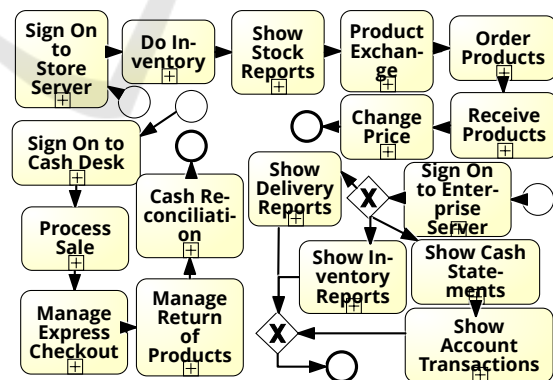 Sign On
to
Store
Server
Do In-
ventory
Show
Stock
Reports
Product
Exchan-
ge
Order
Products
Receive
Products
Change
Price
Sign On to
Cash Desk
Process
Sale
Manage
Express
Checkout
Manage
Return
of
Products
Cash Re-
conciliati-
on
Sign On
to Enter-
prise
Server
X
Show
Delivery
Reports
Show In-
ventory
Reports
Show Cash
State-
ments
Show
Account
Transactions
X